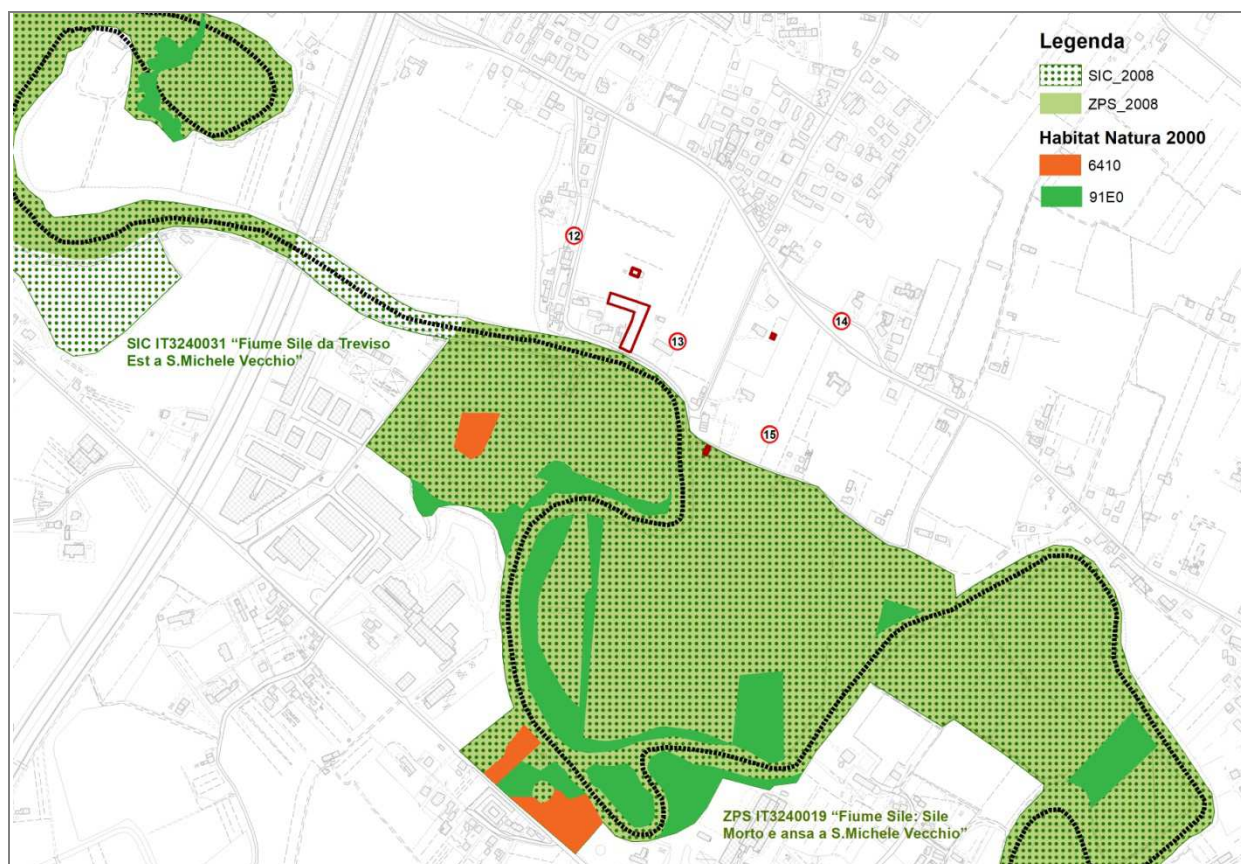 Legenda
SIC_2008
ZPS_2008
Habitat Natura 2000
6410
91E0
12
13
14
15
SIC IT3240031 “Fiume Sile da Treviso
Est a S.Michele Vecchio”
ZPS IT3240019 “Fiume Sile: Sile
Morto e ansa a S.Michele Vecchio”